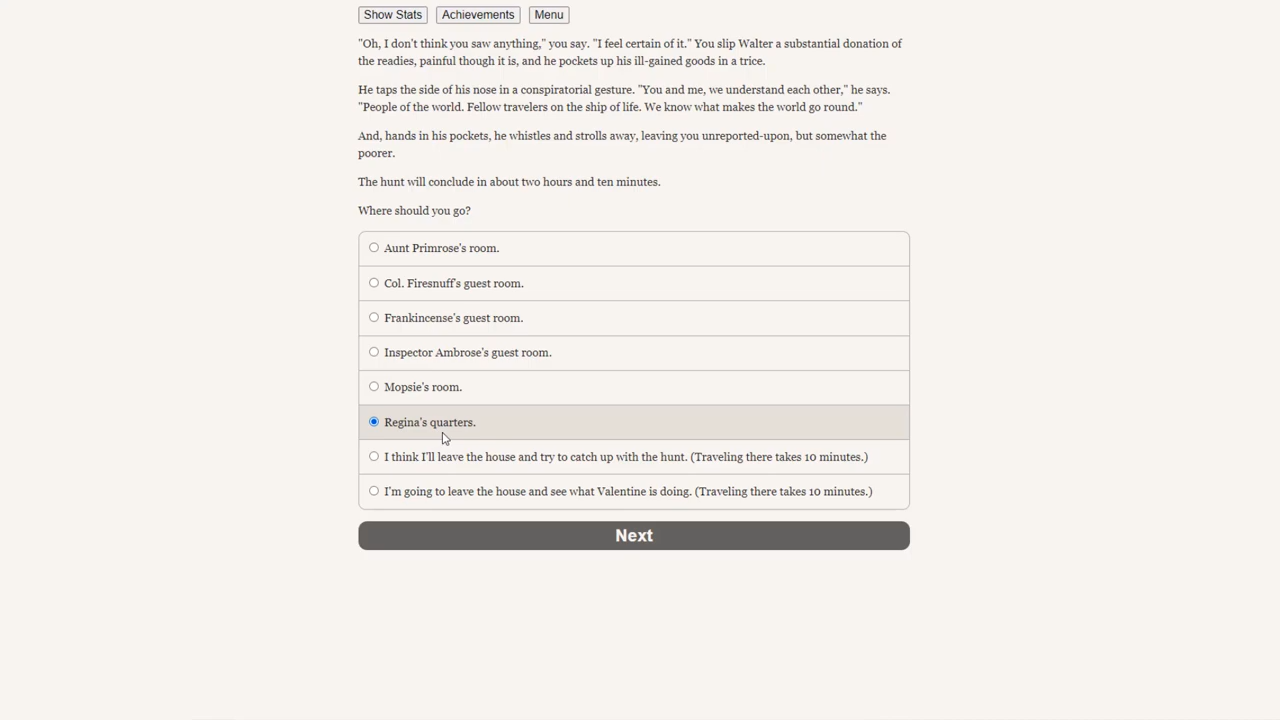 Show Stats Achievements Menu
"Oh, I don't think you saw anything," you say. "I feel certain of it." You slip Walter a substantial donation of
the readies, painful though it is, and he pockets up his ill-gained goods in a trice.
He taps the side of his nose in a conspiratorial gesture. "You and me, we understand each other," he says.
"People of the world. Fellow travelers on the ship of life. We know what makes the world go round."
And, hands in his pockets, he whistles and strolls away, leaving you unreported-upon, but somewhat the
poorer.
The hunt will conclude in about two hours and ten minutes.
Where should you go?
Aunt Primrose's room.
Col. Firesnuff's guest room.
Frankincense's guest room.
Inspector Ambrose's guest room.
Mopsie's room.
Regina's quarters.
I think I'll leave the house and try to catch up with the hunt. (Traveling there takes 10 minutes.)
I'm going to leave the house and see what Valentine is doing. (Traveling there takes 10 minutes.)
Next